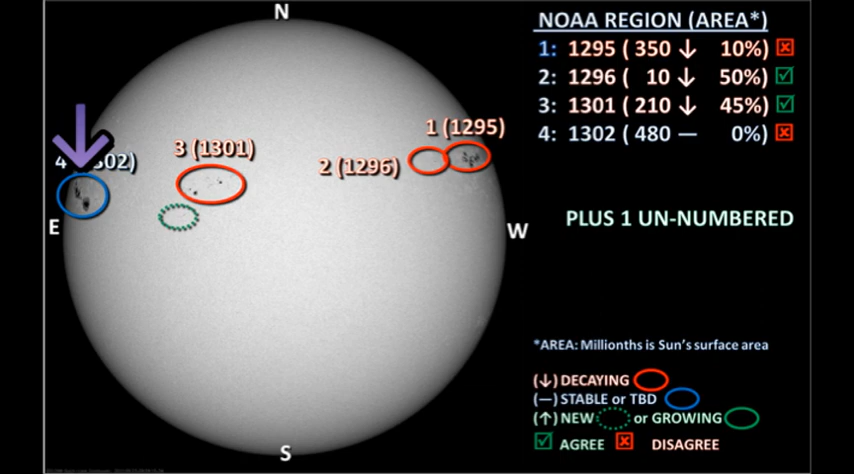 N
NOAA REGION (AREA*)
1: 1295 ( 350 ↓ 10%)
2: 1296 ( 10 ↓ 50%)
3: 1301 ( 210 ↓ 45%)
4: 1302 ( 480 — 0%)
1 (1295)
3 (1301)
2 (1296)
4 302)
E
W
PLUS 1 UN-NUMBERED
*AREA: Millionths is Sun's surface area
(↓) DECAYING
(—) STABLE or TBD
(↑) NEW or GROWING
AGREE DISAGREE
S